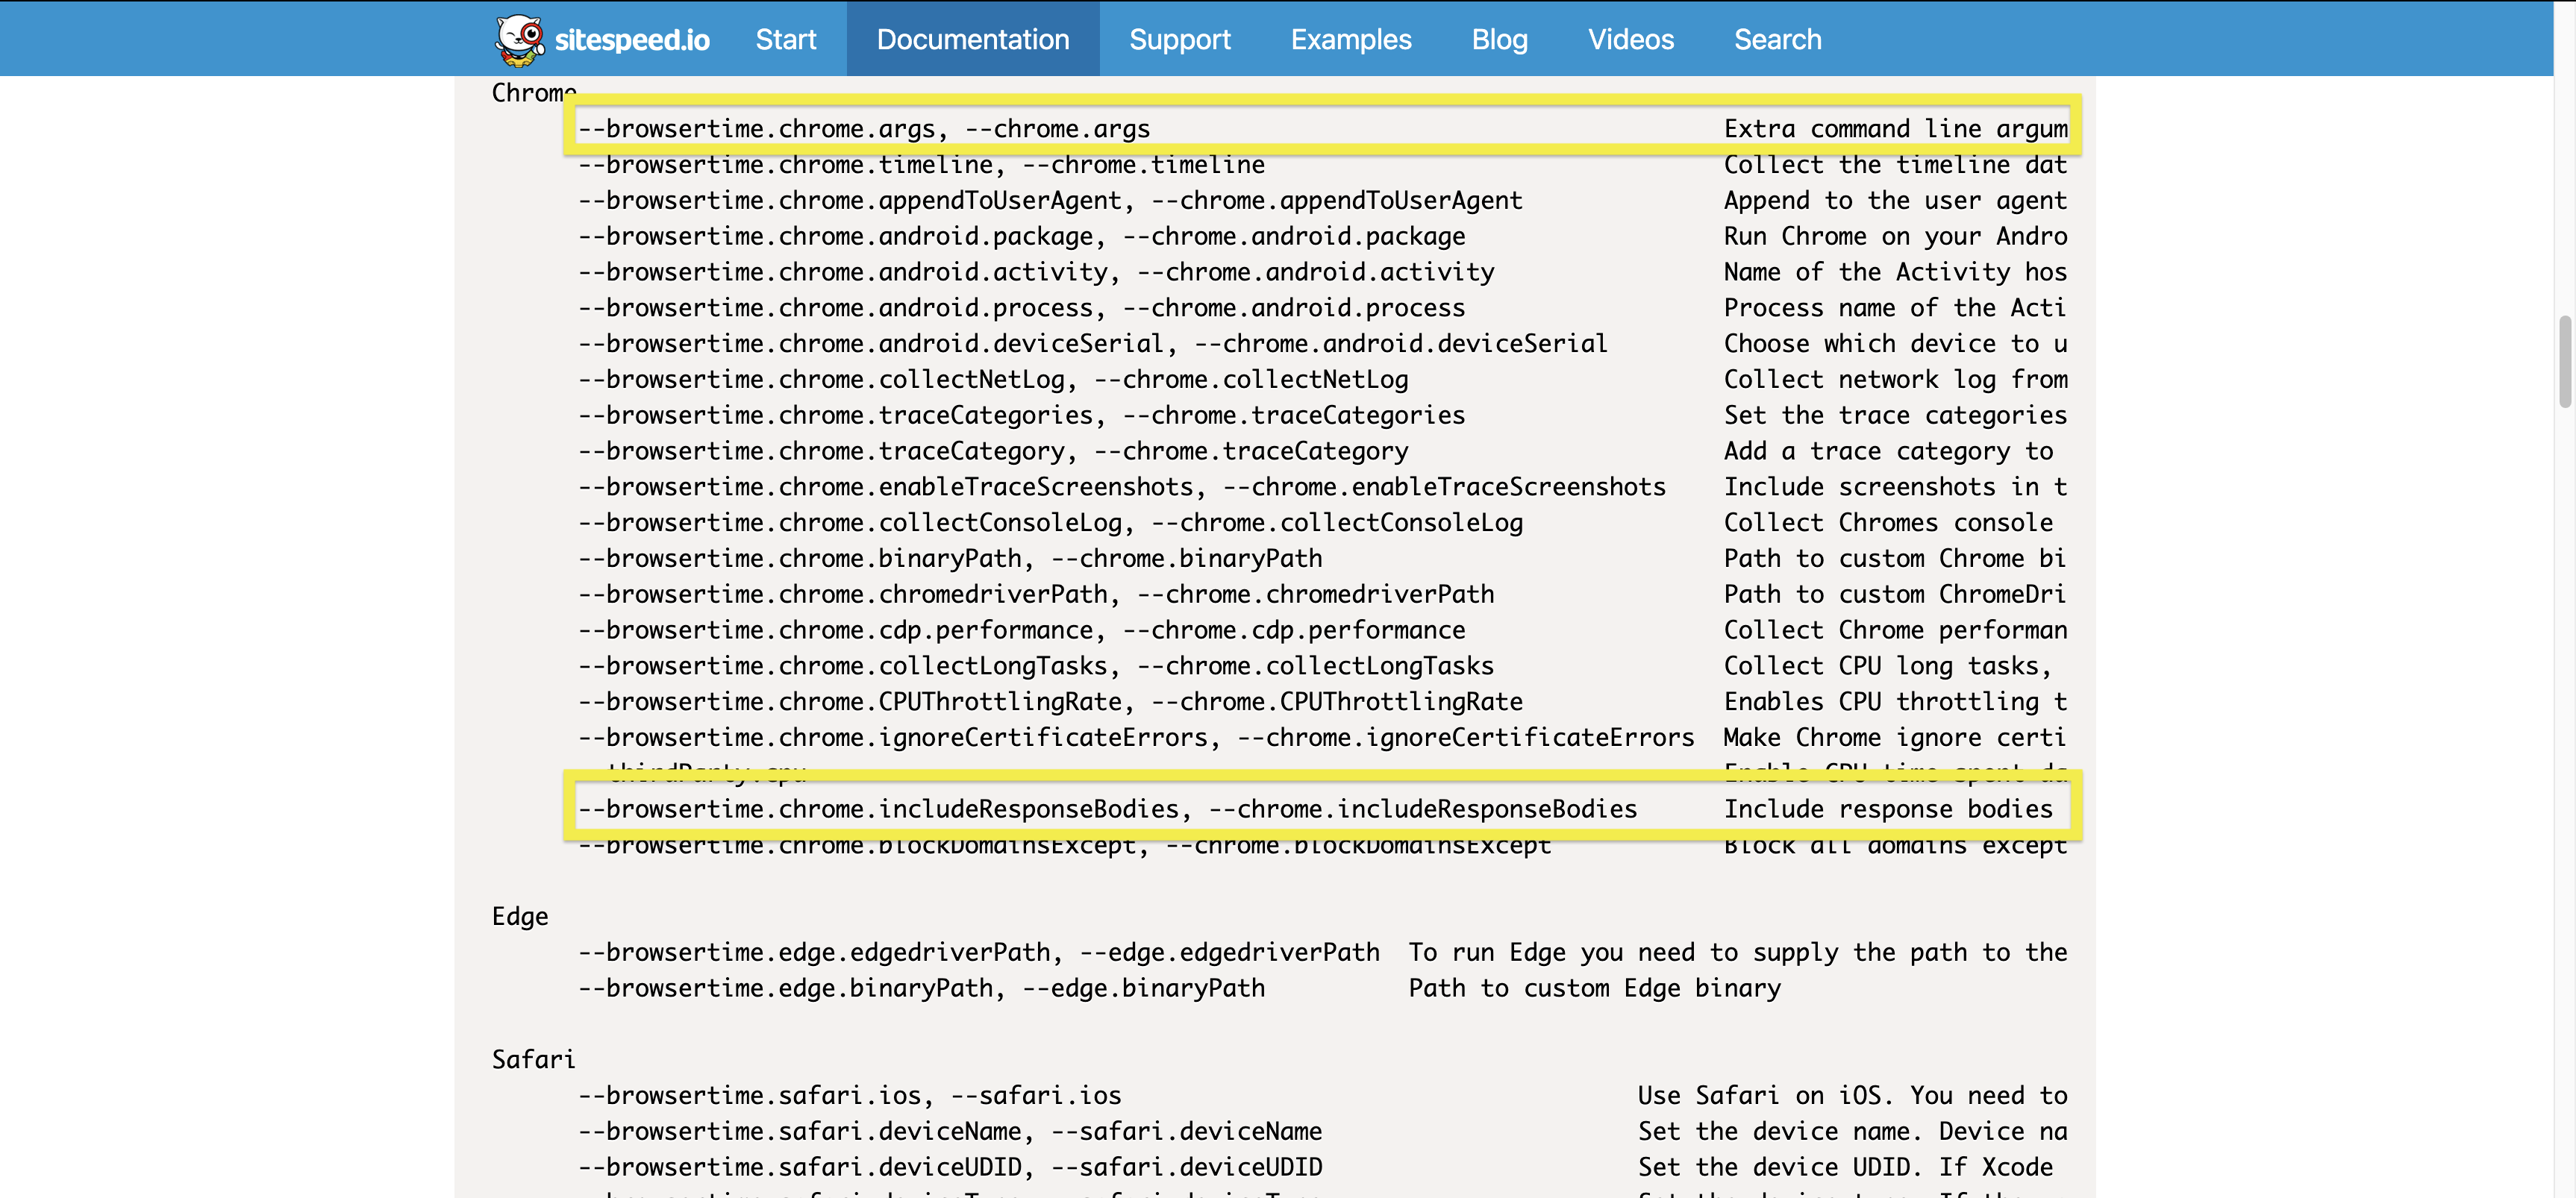 sitespeed.io Start Documentation Support Examples Blog Videos Search
Chrome
--browsertime.chrome.args, --chrome.args Extra command line argum
--browsertime.chrome.timeline, --chrome.timeline Collect the timeline dat
--browsertime.chrome.appendToUserAgent, --chrome.appendToUserAgent Append to the user agent
--browsertime.chrome.android.package, --chrome.android.package Run Chrome on your Andro
--browsertime.chrome.android.activity, --chrome.android.activity Name of the Activity hos
--browsertime.chrome.android.process, --chrome.android.process Process name of the Acti
--browsertime.chrome.android.deviceSerial, --chrome.android.deviceSerial Choose which device to u
--browsertime.chrome.collectNetLog, --chrome.collectNetLog Collect network log from
--browsertime.chrome.traceCategories, --chrome.traceCategories Set the trace categories
--browsertime.chrome.traceCategory, --chrome.traceCategory Add a trace category to
--browsertime.chrome.enableTraceScreenshots, --chrome.enableTraceScreenshots Include screenshots in t
--browsertime.chrome.collectConsoleLog, --chrome.collectConsoleLog Collect Chromes console
--browsertime.chrome.binaryPath, --chrome.binaryPath Path to custom Chrome bi
--browsertime.chrome.chromedriverPath, --chrome.chromedriverPath Path to custom ChromeDri
--browsertime.chrome.cdp.performance, --chrome.cdp.performance Collect Chrome performan
--browsertime.chrome.collectLongTasks, --chrome.collectLongTasks Collect CPU long tasks,
--browsertime.chrome.CPUThrottlingRate, --chrome.CPUThrottlingRate Enables CPU throttling t
--browsertime.chrome.ignoreCertificateErrors, --chrome.ignoreCertificateErrors Make Chrome ignore certi
--thirdParty.cpu Enable CPU time spent da
--browsertime.chrome.includeResponseBodies, --chrome.includeResponseBodies Include response bodies
--browsertime.chrome.blockDomainsExcept, --chrome.blockDomainsExcept Block all domains except
Edge
--browsertime.edge.edgedriverPath, --edge.edgedriverPath To run Edge you need to supply the path to the
--browsertime.edge.binaryPath, --edge.binaryPath Path to custom Edge binary
Safari
--browsertime.safari.ios, --safari.ios Use Safari on iOS. You need to
--browsertime.safari.deviceName, --safari.deviceName Set the device name. Device na
--browsertime.safari.deviceUDID, --safari.deviceUDID Set the device UDID. If Xcode